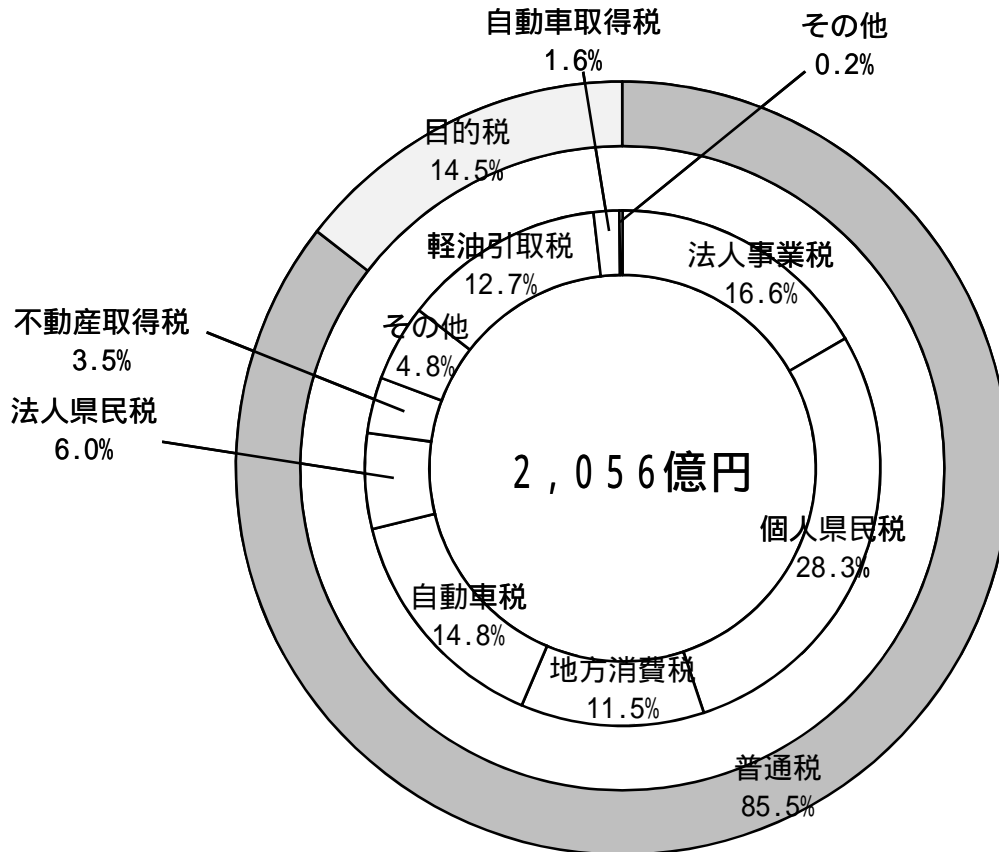 自動車取得税
1.6%
その他
0.2%
目的税
14.5%
軽油引取税
12.7%
法人事業税
16.6%
不動産取得税
3.5%
その他
4.8%
法人県民税
6.0%
2,056億円
個人県民税
28.3%
自動車税
14.8%
地方消費税
11.5%
普通税
85.5%